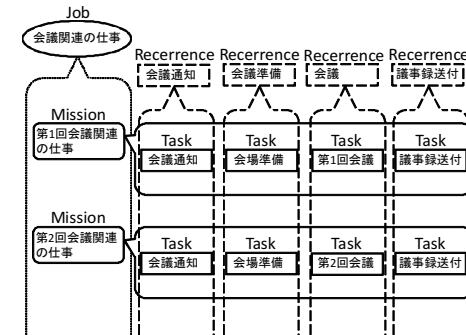 Job
会議関連の仕事
Recerrence Recerrence Recerrence Recerrence
会議通知 会議準備 会議 議事録送付
Mission
第1回会議関連
の仕事
Task Task Task Task
会議通知 会場準備 第1回会議 議事録送付
Mission
第2回会議関連
の仕事
Task Task Task Task
会議通知 会場準備 第2回会議 議事録送付